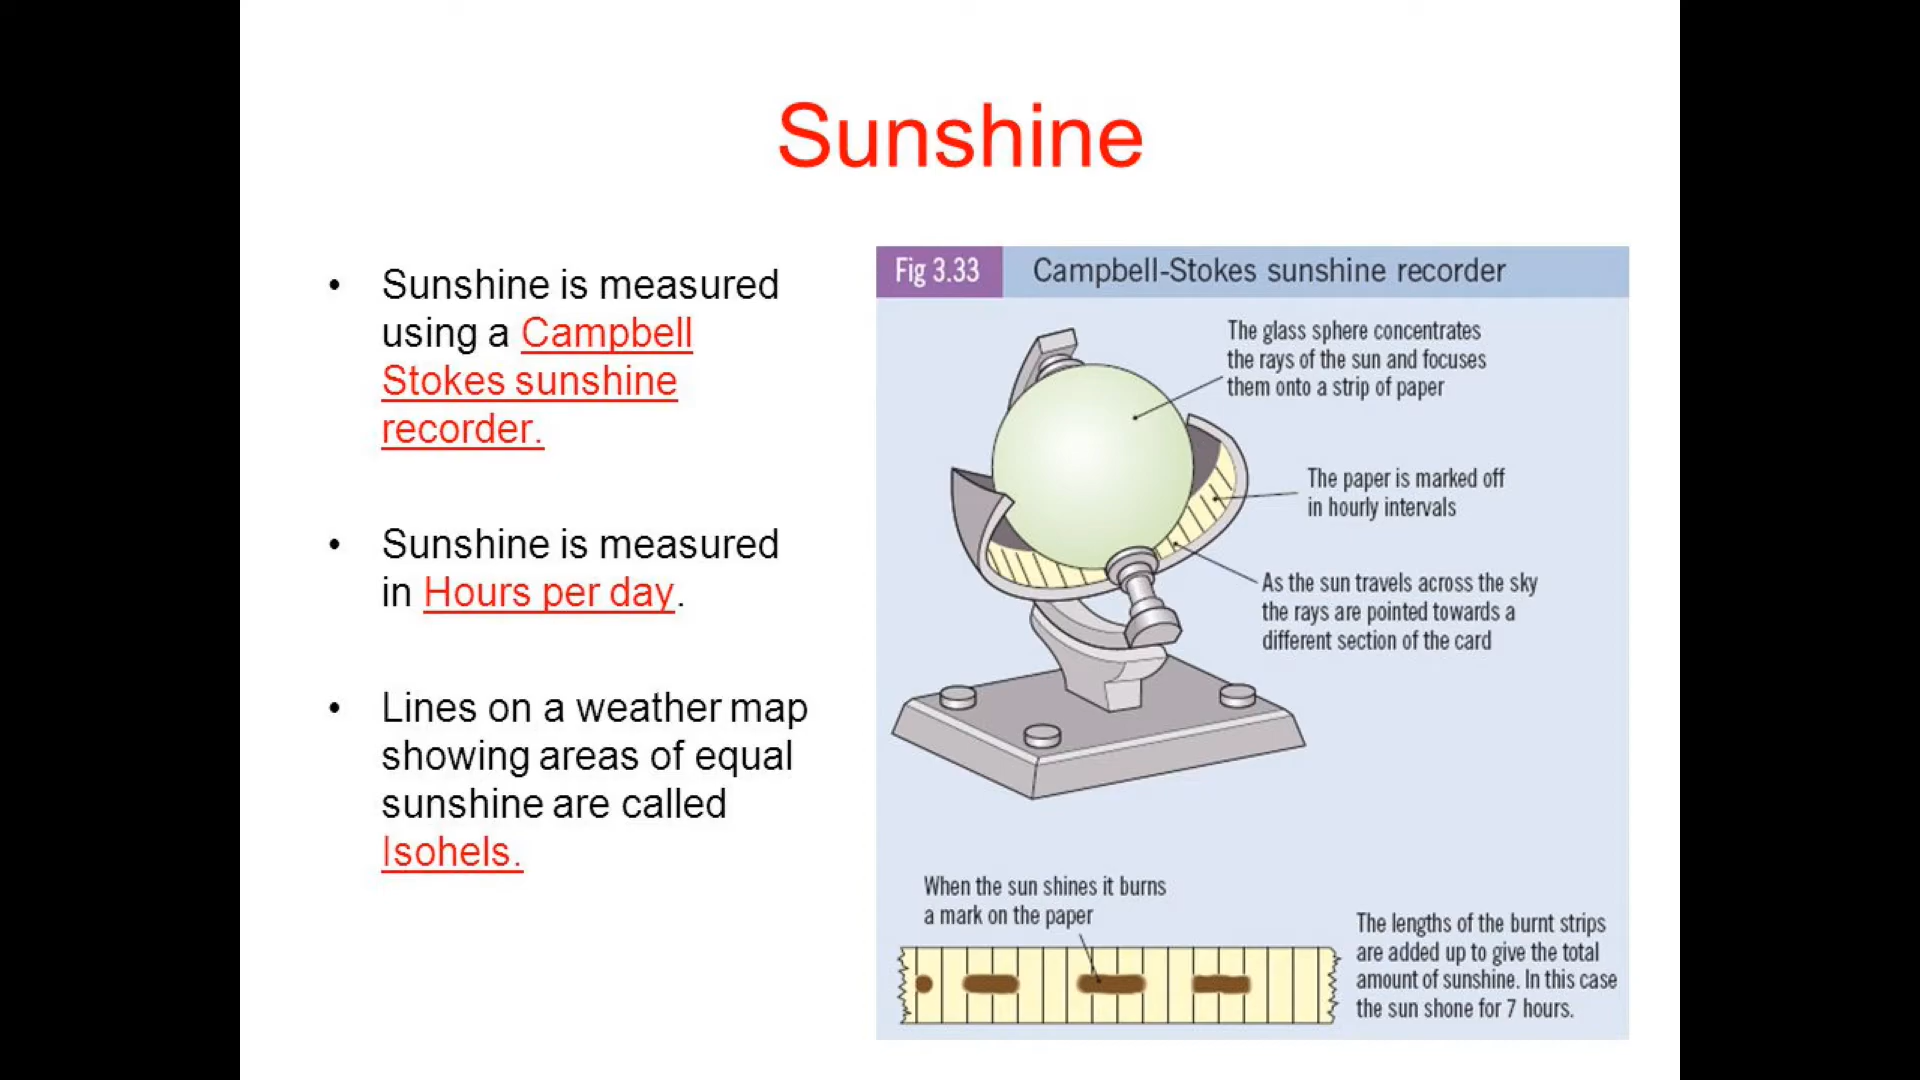 Sunshine
• Sunshine is measured
using a Campbell
Stokes sunshine
recorder.
• Sunshine is measured
in Hours per day.
• Lines on a weather map
showing areas of equal
sunshine are called
Isohels.
Fig 3.33 Campbell-Stokes sunshine recorder
The glass sphere concentrates
the rays of the sun and focuses
them onto a strip of paper
The paper is marked off
in hourly intervals
As the sun travels across the sky
the rays are pointed towards a
different section of the card
When the sun shines it burns
a mark on the paper
The lengths of the burnt strips
are added up to give the total
amount of sunshine. In this case
the sun shone for 7 hours.